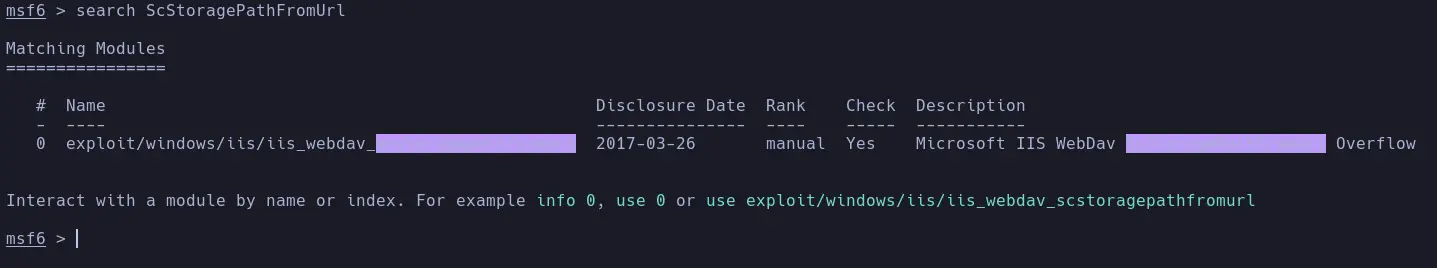 msf6 > search ScStoragePathFromUrl
Matching Modules
================
# Name Disclosure Date Rank Check Description
- ---- --------------- ---- ----- -----------
0 exploit/windows/iis/iis_webdav_ 2017-03-26 manual Yes Microsoft IIS WebDav Overflow
Interact with a module by name or index. For example info 0, use 0 or use exploit/windows/iis/iis_webdav_scstoragepathfromurl
msf6 >